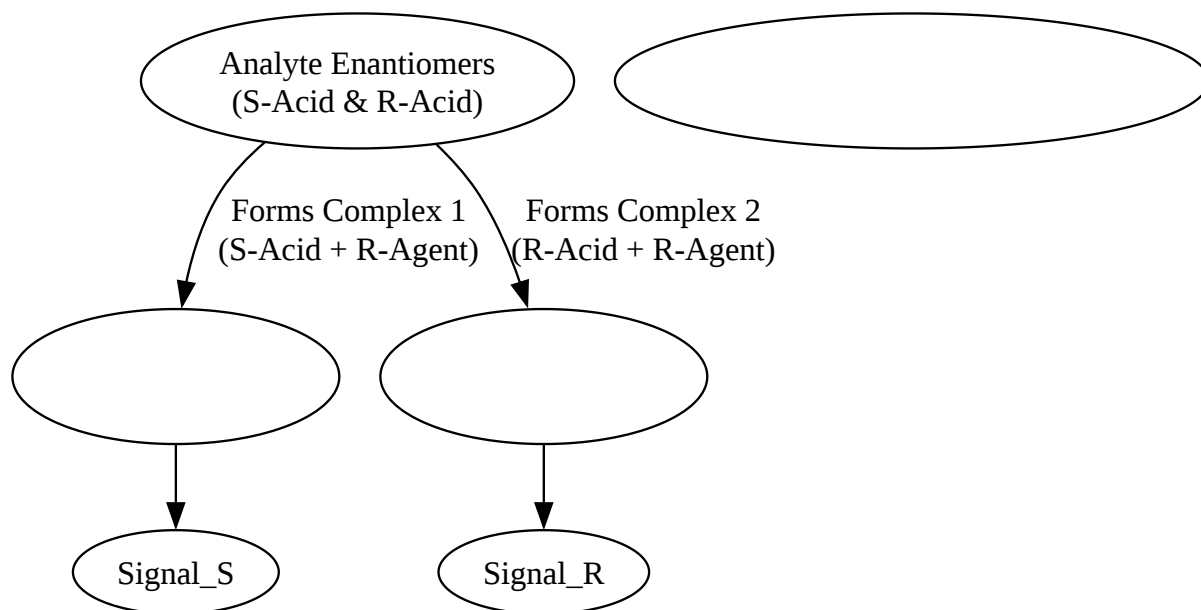 Analyte Enantiomers
(S-Acid & R-Acid)
Forms Complex 1
(S-Acid + R-Agent)
Forms Complex 2
(R-Acid + R-Agent)
Signal_S
Signal_R